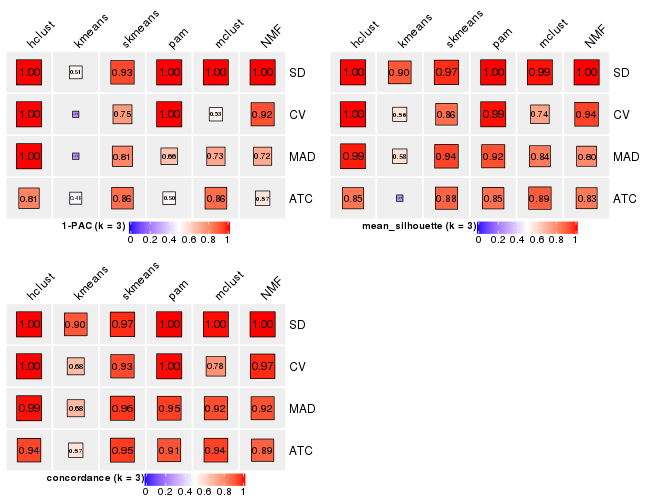 hclust kmeans skmeans pam mclust NMF
1.00 0.51 0.93 1.00 1.00 1.00 SD
1.00 0.75 1.00 0.53 0.92 CV
1.00 0.81 0.66 0.73 0.72 MAD
0.81 0.48 0.86 0.50 0.86 0.57 ATC
1-PAC (k = 3)
0 0.2 0.4 0.6 0.8 1
hclust kmeans skmeans pam mclust NMF
1.00 0.90 0.97 1.00 0.99 1.00 SD
1.00 0.56 0.86 0.99 0.74 0.94 CV
0.99 0.58 0.94 0.92 0.84 0.80 MAD
0.85 0.88 0.85 0.89 0.83 ATC
mean_silhouette (k = 3)
0 0.2 0.4 0.6 0.8 1
hclust kmeans skmeans pam mclust NMF
1.00 0.90 0.97 1.00 1.00 1.00 SD
1.00 0.68 0.93 1.00 0.78 0.97 CV
0.99 0.68 0.96 0.95 0.92 0.92 MAD
0.94 0.57 0.95 0.91 0.94 0.89 ATC
concordance (k = 3)
0 0.2 0.4 0.6 0.8 1